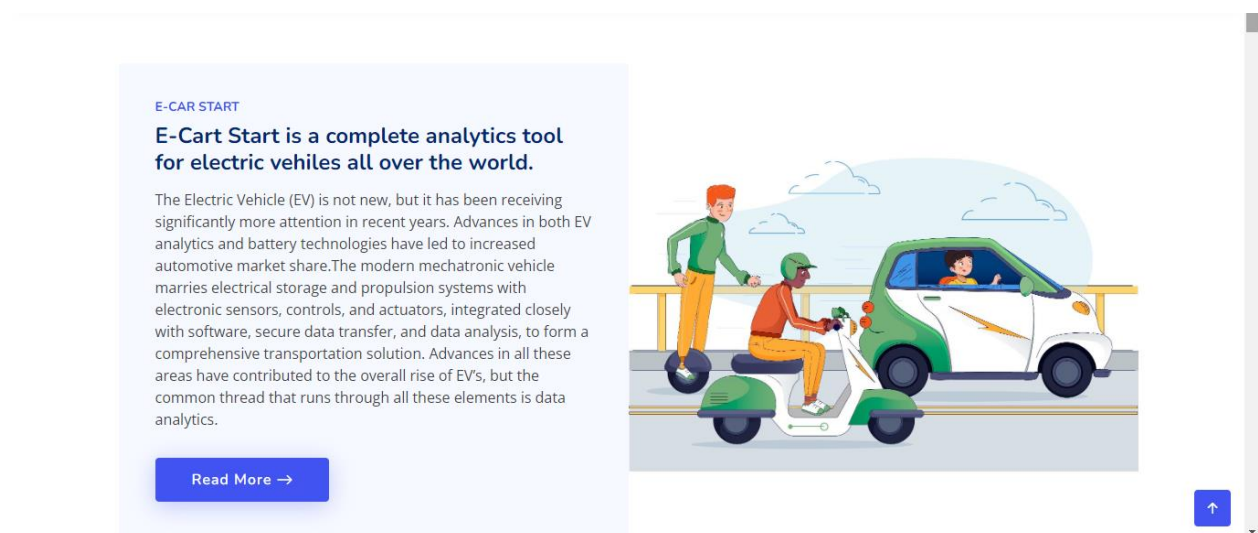 E-CAR START
E-Cart Start is a complete analytics tool
for electric vehiles all over the world.
The Electric Vehicle (EV) is not new, but it has been receiving
significantly more attention in recent years. Advances in both EV
analytics and battery technologies have led to increased
automotive market share.The modern mechatronic vehicle
marries electrical storage and propulsion systems with
electronic sensors, controls, and actuators, integrated closely
with software, secure data transfer, and data analysis, to form a
comprehensive transportation solution. Advances in all these
areas have contributed to the overall rise of EV's, but the
common thread that runs through all these elements is data
analytics.
Read More →